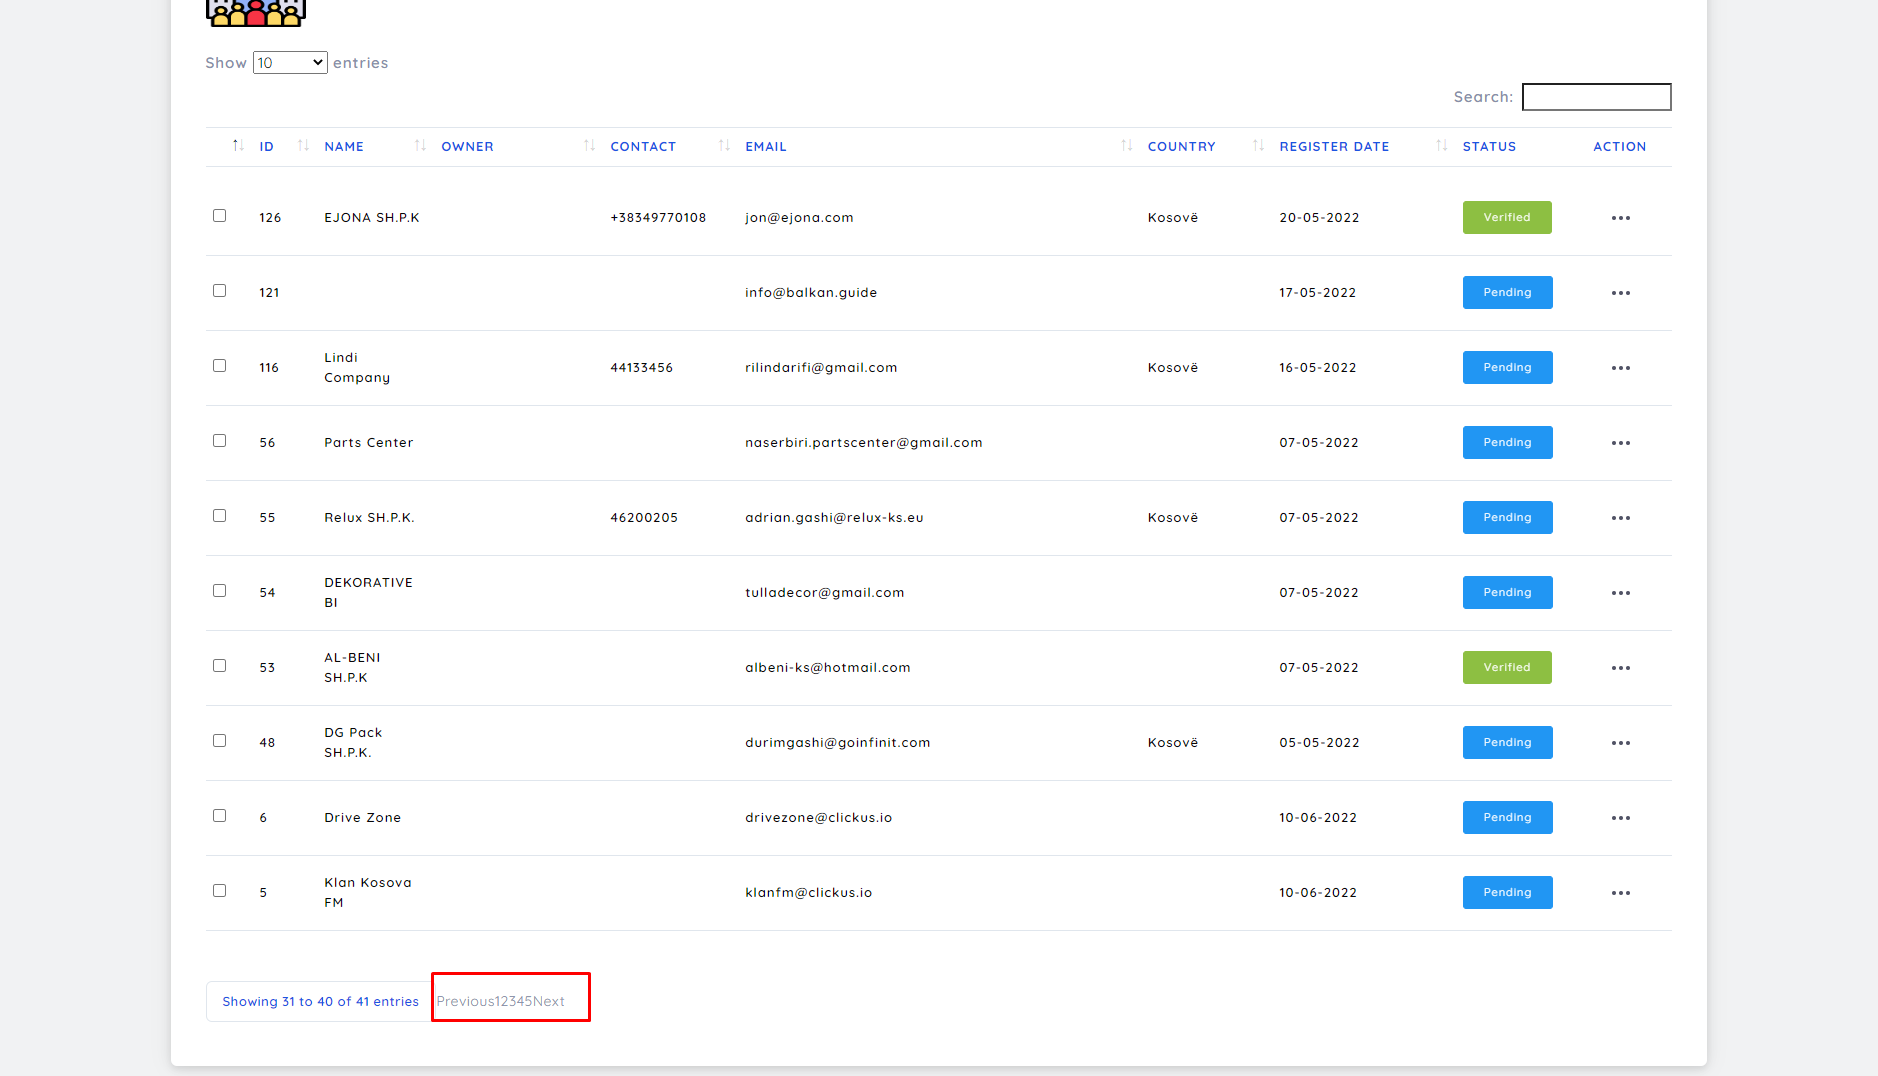 Show 10 entries
Search:
ID NAME OWNER CONTACT EMAIL COUNTRY REGISTER DATE STATUS ACTION
126 EJONA SH.P.K +38349770108 jon@ejona.com Kosovë 20-05-2022 Verified
121 info@balkan.guide 17-05-2022 Pending
Lindi
116 44133456 rilindarifi@gmail.com Kosovë 16-05-2022 Pending
Company
56 Parts Center naserbiri.partscenter@gmail.com 07-05-2022 Pending
55 Relux SH.P.K. 46200205 adrian.gashi@relux-ks.eu Kosovë 07-05-2022 Pending
DEKORATIVE
54 tulladecor@gmail.com 07-05-2022 Pending
BI
AL-BENI
53 albeni-ks@hotmail.com 07-05-2022 Verified
SH.P.K
DG Pack
48 durimgashi@goinfinit.com Kosovë 05-05-2022 Pending
SH.P.K.
6 Drive Zone drivezone@clickus.io 10-06-2022 Pending
Klan Kosova
5 klanfm@clickus.io 10-06-2022 Pending
FM
Showing 31 to 40 of 41 entries Previous12345Next